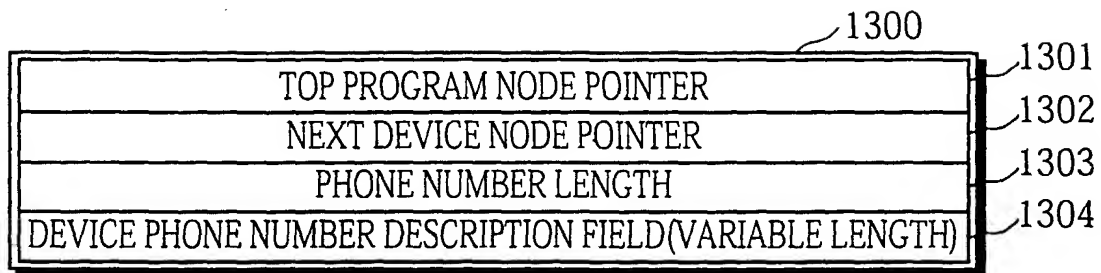 1300
TOP PROGRAM NODE POINTER 1301
NEXT DEVICE NODE POINTER 1302
PHONE NUMBER LENGTH 1303
DEVICE PHONE NUMBER DESCRIPTION FIELD(VARIABLE LENGTH) 1304